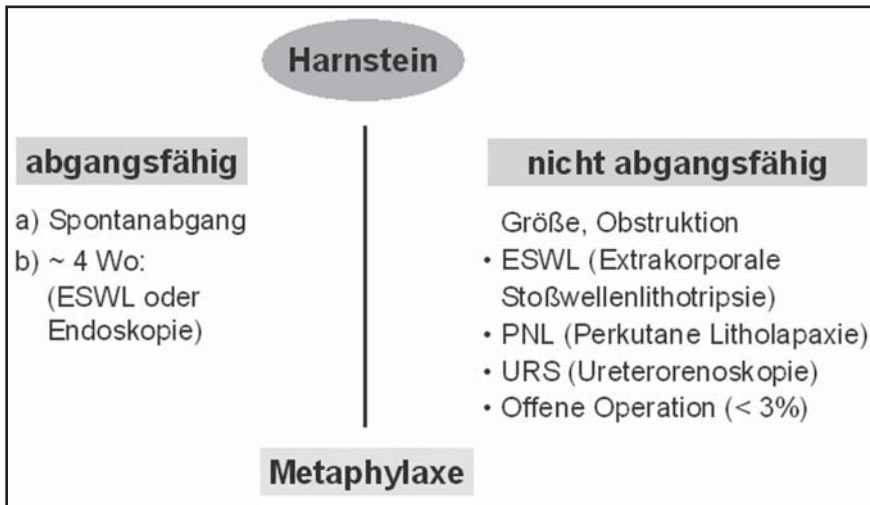 Harnstein
abgangsfähig
a) Spontanabgang
b) ~ 4 Wo:
(ESWL oder
Endoskopie)
nicht abgangsfähig
Größe, Obstruktion
• ESWL (Extrakorporale
Stoßwellenlithotripsie)
• PNL (Perkutane Litholapaxie)
• URS (Ureterorenoskopie)
• Offene Operation (< 3%)
Metaphylaxe